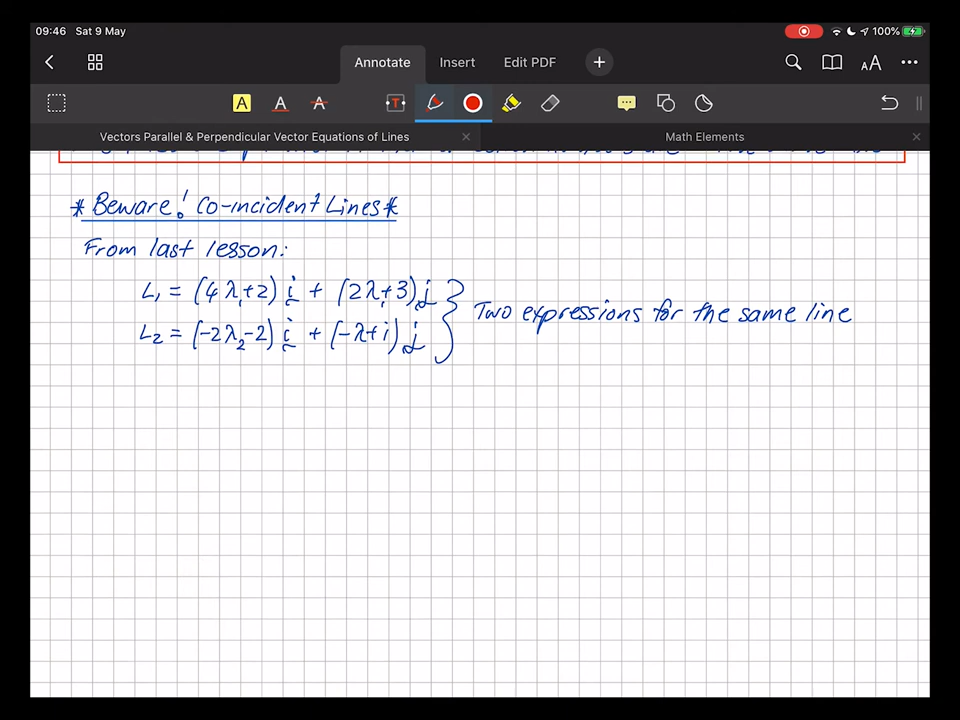 09:46 Sat 9 May 100%
Annotate Insert Edit PDF
Vectors Parallel & Perpendicular Vector Equations of Lines
Math Elements
*Beware! Co-incident Lines*
From last lesson:
L₁ = (4λ₁+2) i + (2λ₁+3) j
L₂ = (-2λ₂-2) i + (-λ+i) j
} Two expressions for the same line